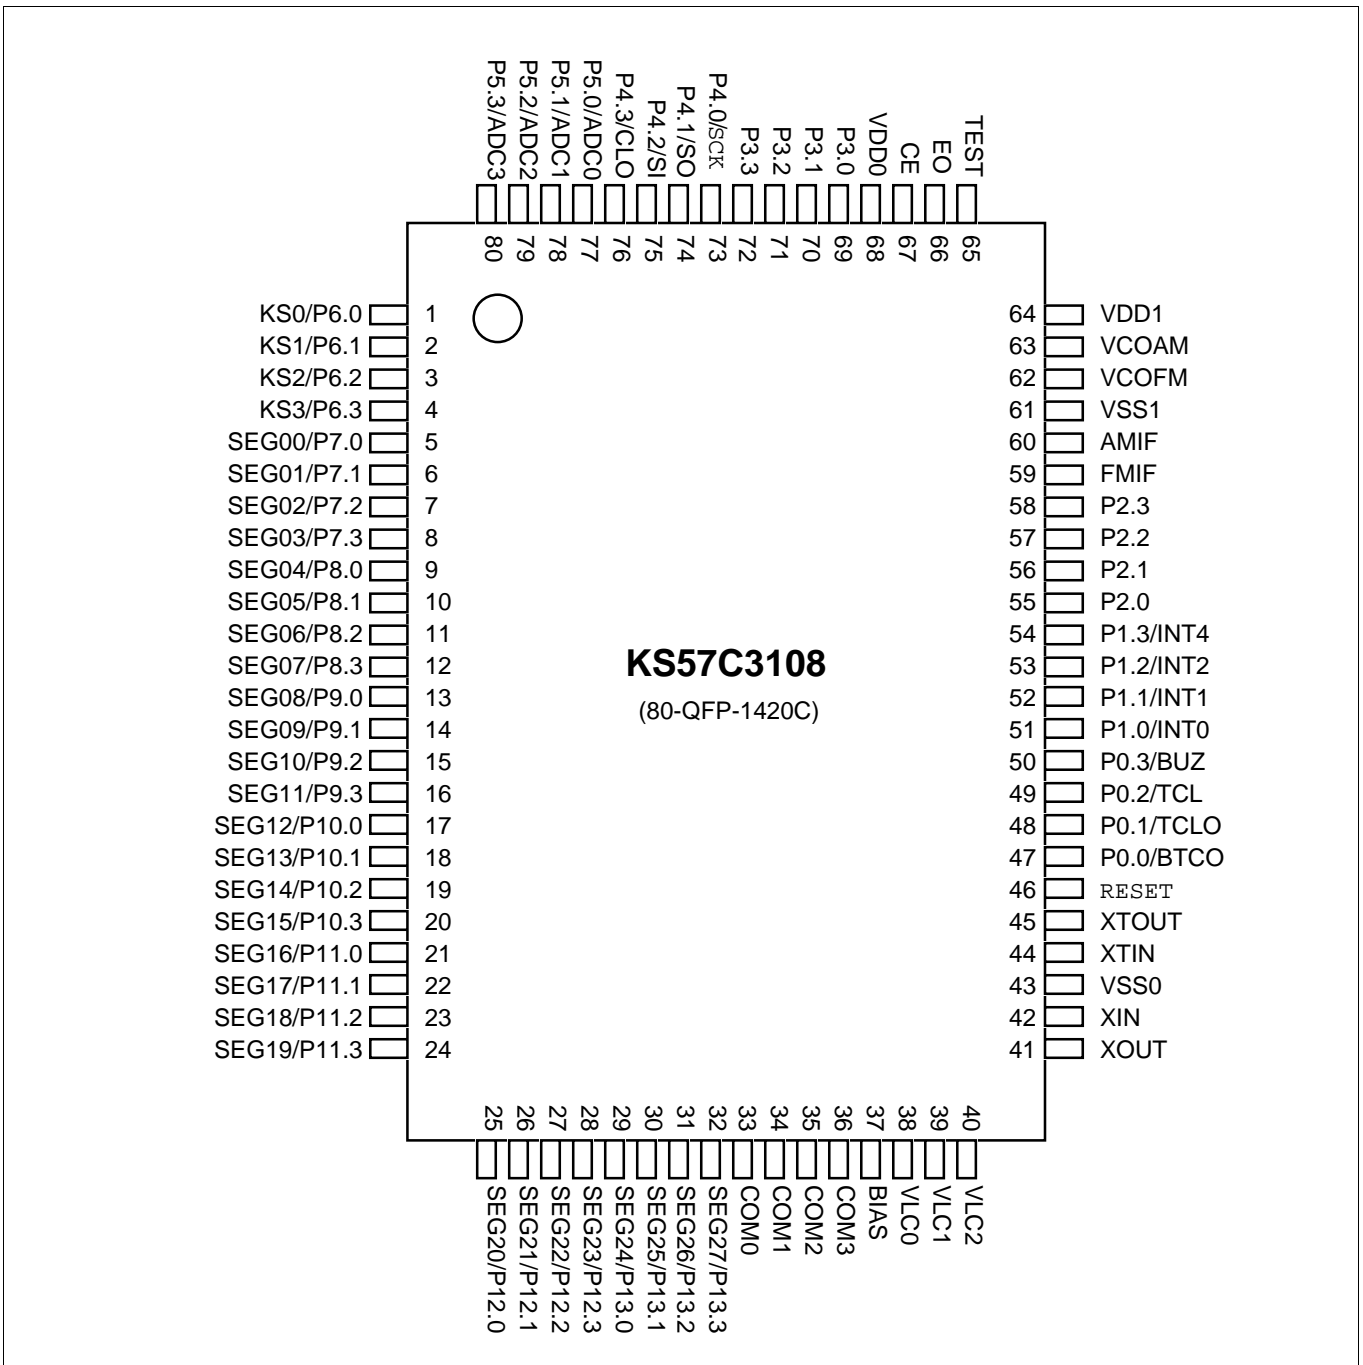 P5.3/ADC3
P5.2/ADC2
P5.1/ADC1
P5.0/ADC0
P4.3/CLO
P4.2/SI
P4.1/SO
P4.0/SCK
P3.3
P3.2
P3.1
P3.0
VDD0
CE
EO
TEST
80
79
78
77
76
75
74
73
72
71
70
69
68
67
66
65
KS0/P6.0 1
KS1/P6.1 2
KS2/P6.2 3
KS3/P6.3 4
SEG00/P7.0 5
SEG01/P7.1 6
SEG02/P7.2 7
SEG03/P7.3 8
SEG04/P8.0 9
SEG05/P8.1 10
SEG06/P8.2 11
SEG07/P8.3 12
SEG08/P9.0 13
SEG09/P9.1 14
SEG10/P9.2 15
SEG11/P9.3 16
SEG12/P10.0 17
SEG13/P10.1 18
SEG14/P10.2 19
SEG15/P10.3 20
SEG16/P11.0 21
SEG17/P11.1 22
SEG18/P11.2 23
SEG19/P11.3 24
KS57C3108
(80-QFP-1420C)
64 VDD1
63 VCOAM
62 VCOFM
61 VSS1
60 AMIF
59 FMIF
58 P2.3
57 P2.2
56 P2.1
55 P2.0
54 P1.3/INT4
53 P1.2/INT2
52 P1.1/INT1
51 P1.0/INT0
50 P0.3/BUZ
49 P0.2/TCL
48 P0.1/TCLO
47 P0.0/BTCO
46 RESET
45 XTOUT
44 XTIN
43 VSS0
42 XIN
41 XOUT
25
26
27
28
29
30
31
32
33
34
35
36
37
38
39
40
SEG20/P12.0
SEG21/P12.1
SEG22/P12.2
SEG23/P12.3
SEG24/P13.0
SEG25/P13.1
SEG26/P13.2
SEG27/P13.3
COM0
COM1
COM2
COM3
BIAS
VLC0
VLC1
VLC2